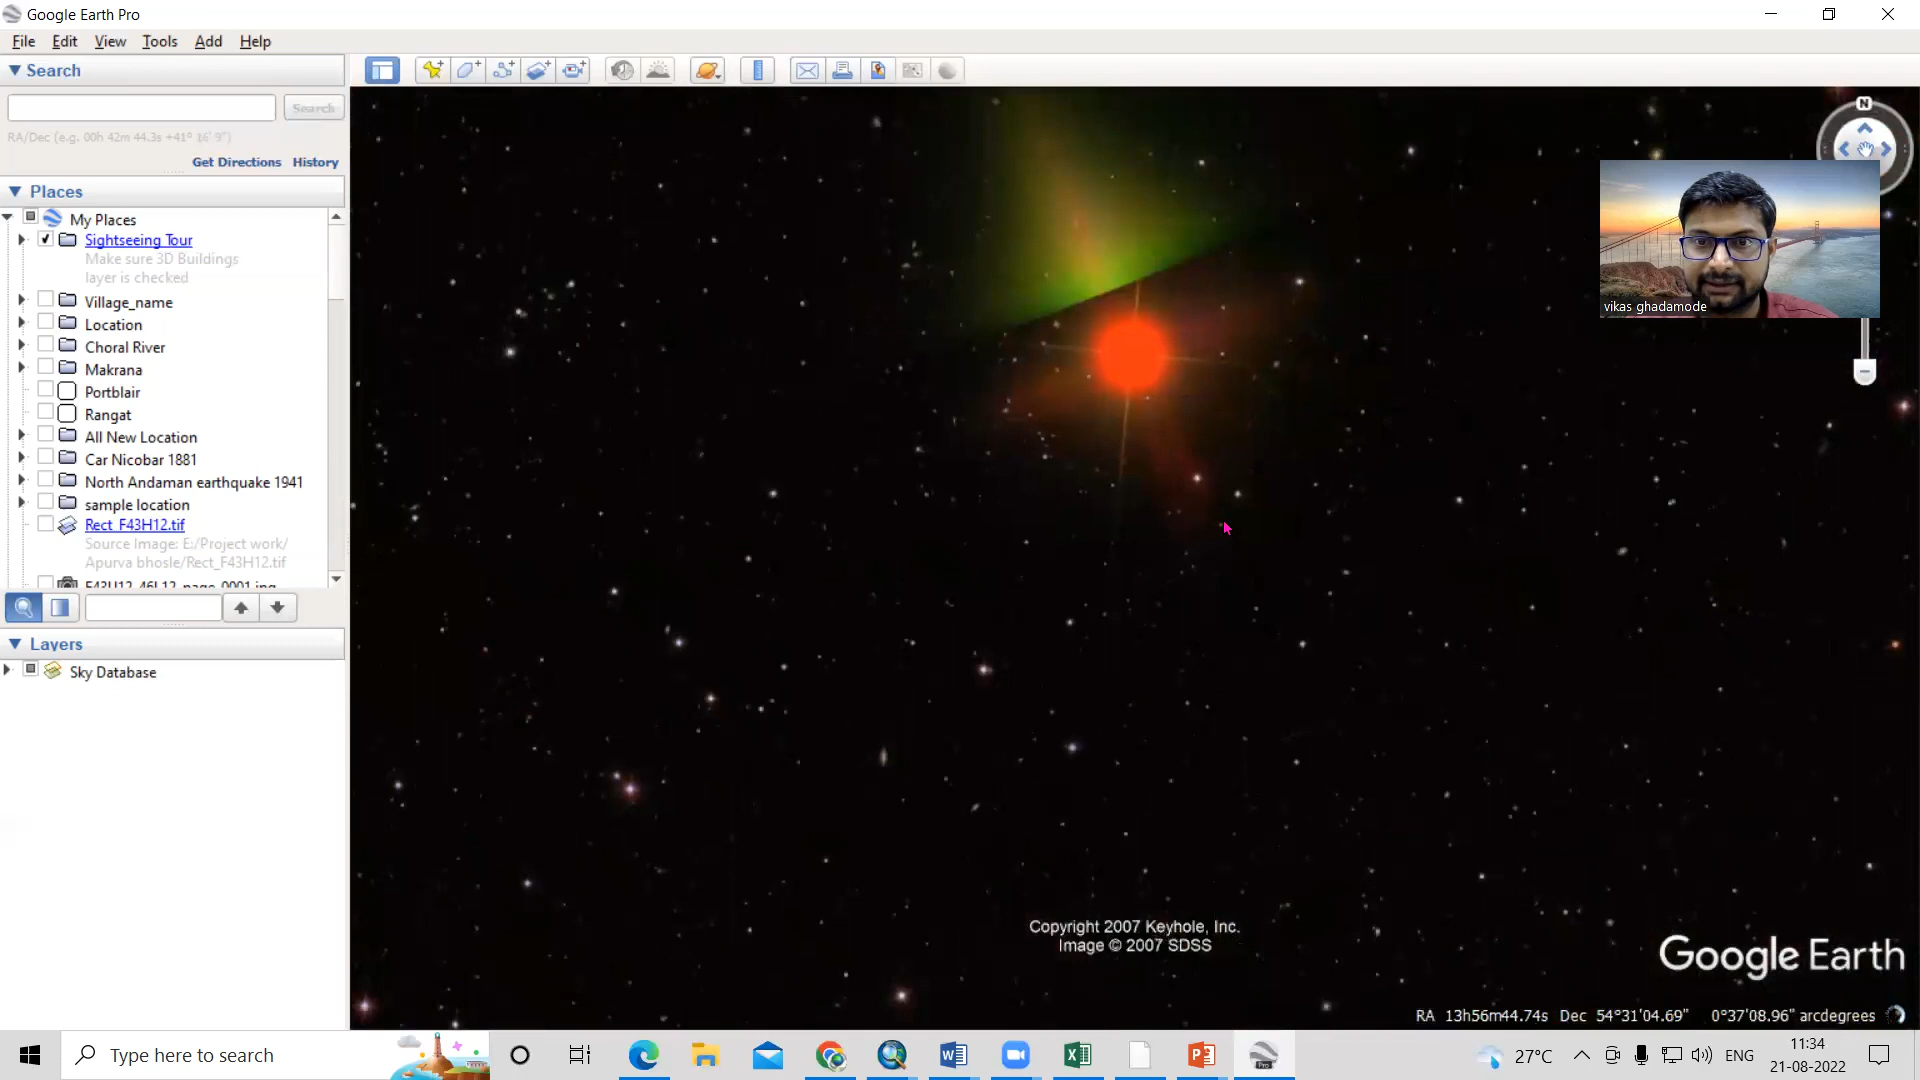 Google Earth Pro
File Edit View Tools Add Help
Search
Search
RA/Dec (e.g. 00h 42m 44.3s +41° 16' 9")
Get Directions History
Places
My Places
Sightseeing Tour
Make sure 3D Buildings
layer is checked
Village_name
Location
Choral River
Makrana
Portblair
Rangat
All New Location
Car Nicobar 1881
North Andaman earthquake 1941
sample location
Rect_F43H12.tif
Source Image: E:/Project work/
Apurva bhosle/Rect_F43H12.tif
Layers
Sky Database
N
vikas ghadamode
Copyright 2007 Keyhole, Inc.
Image © 2007 SDSS
Google Earth
RA 13h56m44.74s Dec 54°31'04.69" 0°37'08.96" arcdegrees
Type here to search
27°C
ENG
11:34
21-08-2022